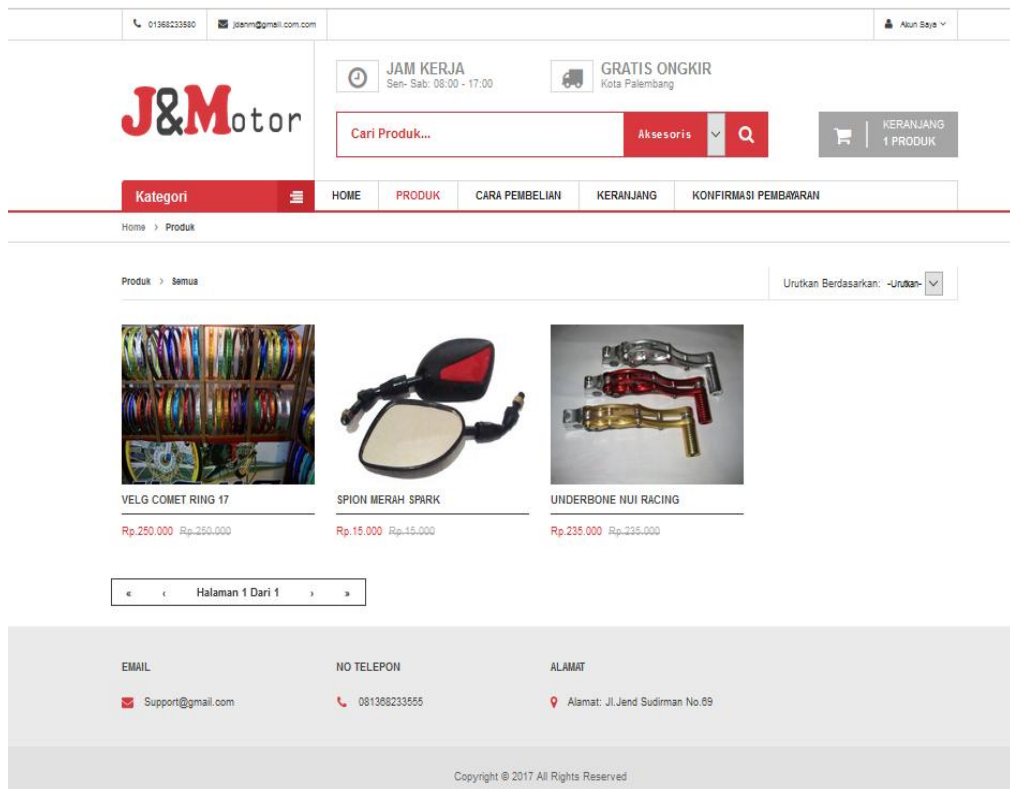 01368233580 jdanm@gmail.com.com Akun Saya
J&Motor
JAM KERJA
Sen- Sab: 08:00 - 17:00
GRATIS ONGKIR
Kota Palembang
Cari Produk... Aksesoris
KERANJANG
1 PRODUK
Kategori HOME PRODUK CARA PEMBELIAN KERANJANG KONFIRMASI PEMBAYARAN
Home > Produk
Produk > Semua
Urutkan Berdasarkan: -Urutkan-
VELG COMET RING 17
Rp.250.000 Rp.250.000
SPION MERAH SPARK
Rp.15.000 Rp.15.000
UNDERBONE NUI RACING
Rp.235.000 Rp.235.000
« ‹ Halaman 1 Dari 1 › »
EMAIL
Support@gmail.com
NO TELEPON
081368233555
ALAMAT
Alamat: Jl.Jend Sudirman No.69
Copyright © 2017 All Rights Reserved